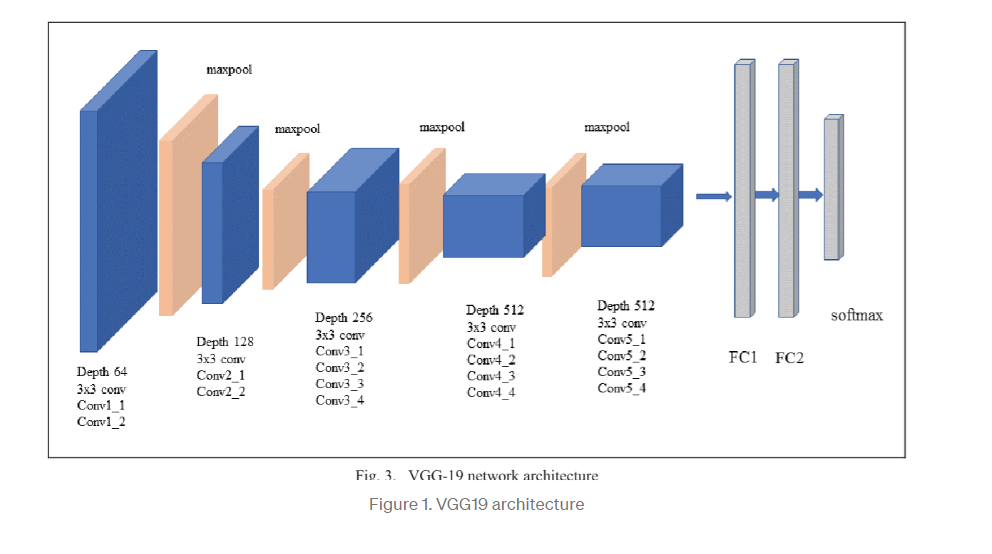 maxpool
maxpool
maxpool
maxpool
Depth 64
3x3 conv
Conv1_1
Conv1_2
Depth 128
3x3 conv
Conv2_1
Conv2_2
Depth 256
3x3 conv
Conv3_1
Conv3_2
Conv3_3
Conv3_4
Depth 512
3x3 conv
Conv4_1
Conv4_2
Conv4_3
Conv4_4
Depth 512
3x3 conv
Conv5_1
Conv5_2
Conv5_3
Conv5_4
FC1 FC2
softmax
Fig. 3. VGG-19 network architecture
Figure 1. VGG19 architecture